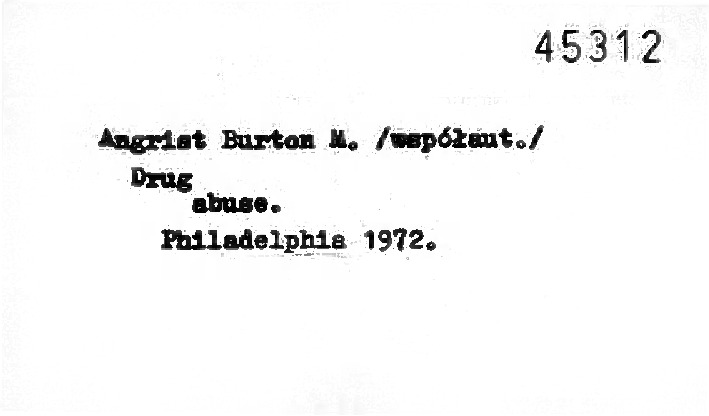 45312
Angrist Burton M. /współaut./
Drug
abuse.
Philadelphia 1972.